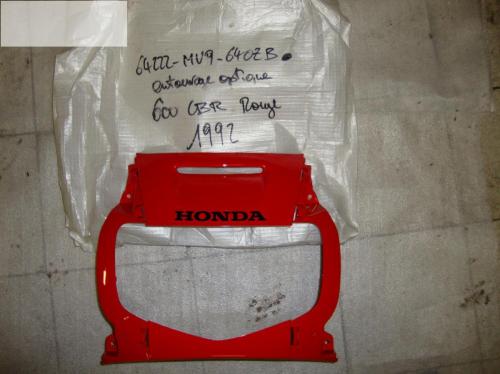 64222-MV9-640ZB
entourage optique
600 CBR Rouge
1992
HONDA